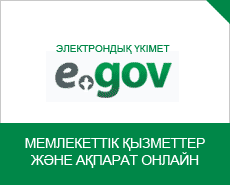 ЭЛЕКТРОНДЫҚ ҮКІМЕТ
e.gov
МЕМЛЕКЕТТІК ҚЫЗМЕТТЕР
ЖӘНЕ АҚПАРАТ ОНЛАЙН